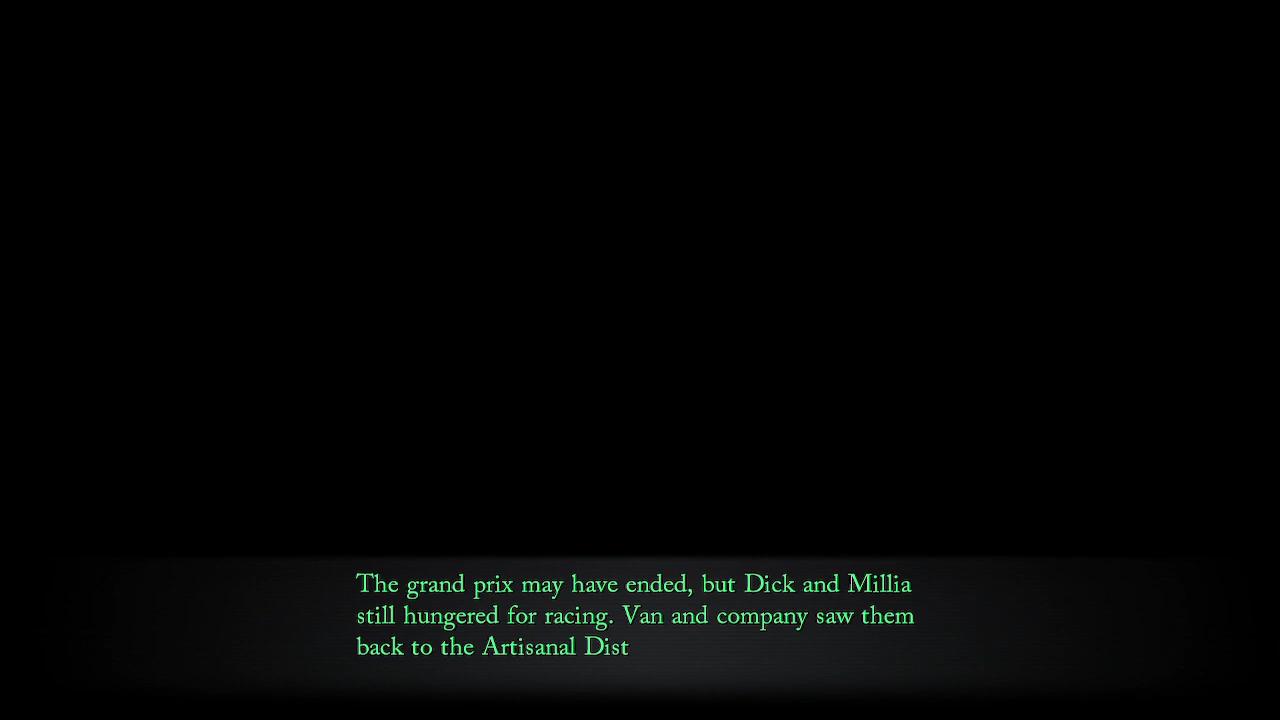 The grand prix may have ended, but Dick and Millia
still hungered for racing. Van and company saw them
back to the Artisanal Dist